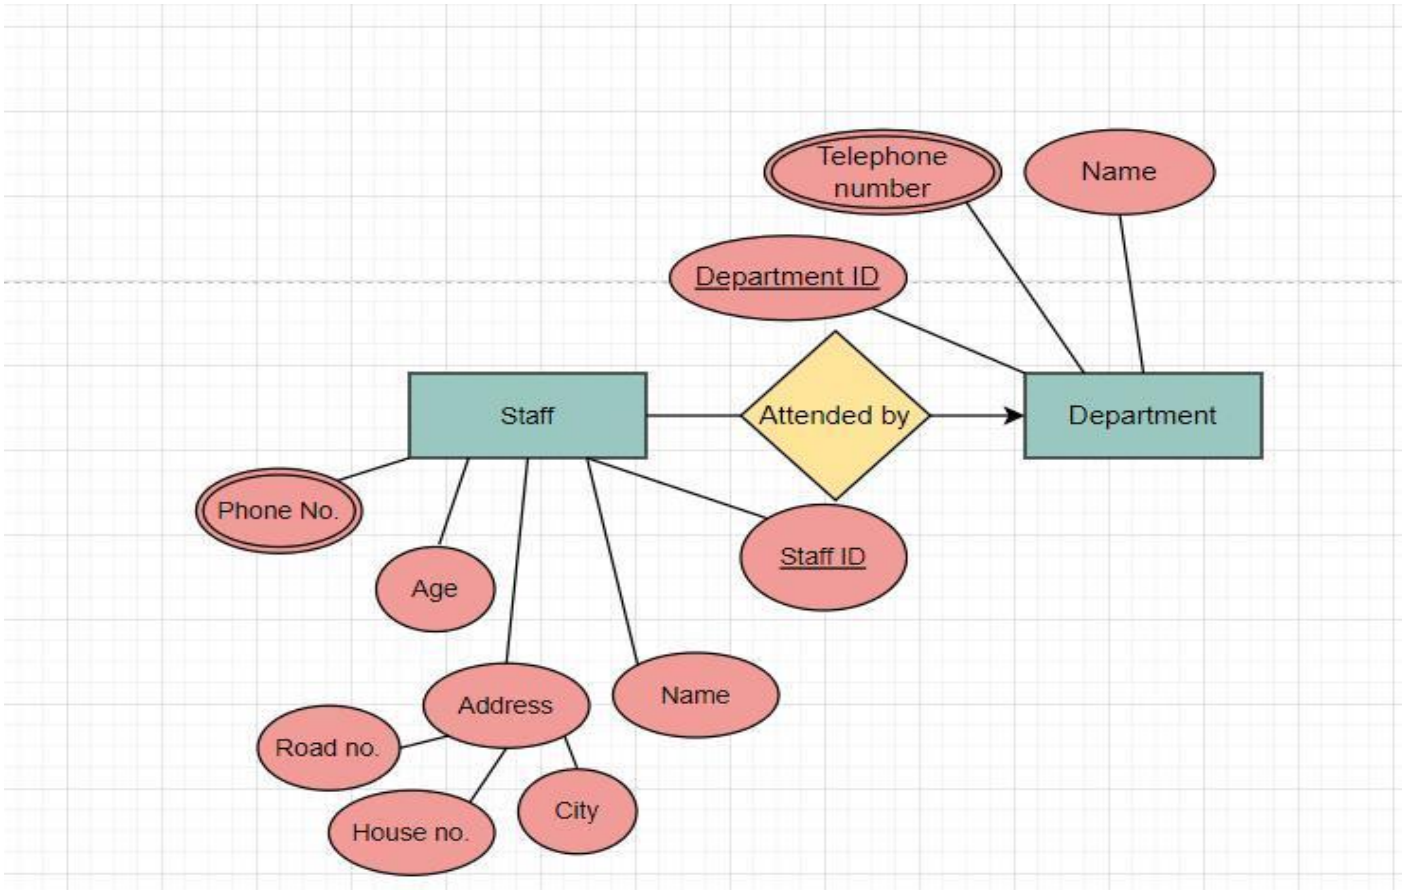 Telephone
number
Name
Department ID
Staff
Attended by
Department
Phone No.
Age
Staff ID
Address
Name
Road no.
House no.
City